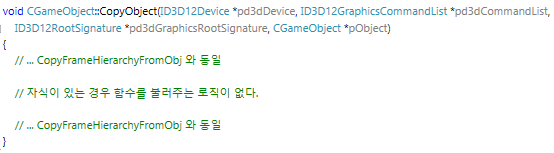 void CGameObject::CopyObject(ID3D12Device *pd3dDevice, ID3D12GraphicsCommandList *pd3dCommandList,
ID3D12RootSignature *pd3dGraphicsRootSignature, CGameObject *pObject)
{
// ... CopyFrameHierarchyFromObj 와 동일
// 자식이 있는 경우 함수를 불러주는 로직이 없다.
// ... CopyFrameHierarchyFromObj 와 동일
}